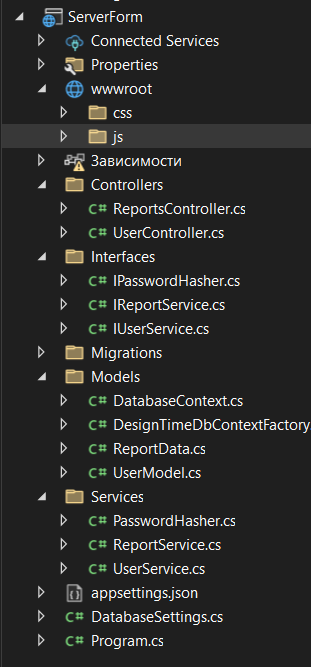 ServerForm
Connected Services
Properties
wwwroot
css
js
Зависимости
Controllers
C# ReportsController.cs
C# UserController.cs
Interfaces
C# IPasswordHasher.cs
C# IReportService.cs
C# IUserService.cs
Migrations
Models
C# DatabaseContext.cs
C# DesignTimeDbContextFactory.
C# ReportData.cs
C# UserModel.cs
Services
C# PasswordHasher.cs
C# ReportService.cs
C# UserService.cs
appsettings.json
C# DatabaseSettings.cs
C# Program.cs